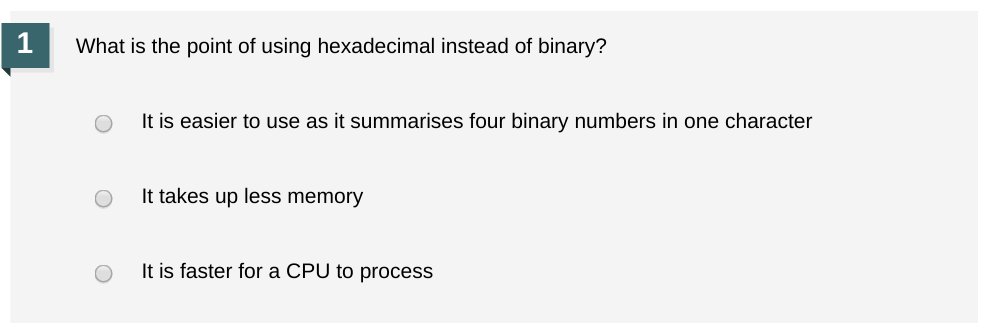 1
What is the point of using hexadecimal instead of binary?
It is easier to use as it summarises four binary numbers in one character
It takes up less memory
It is faster for a CPU to process